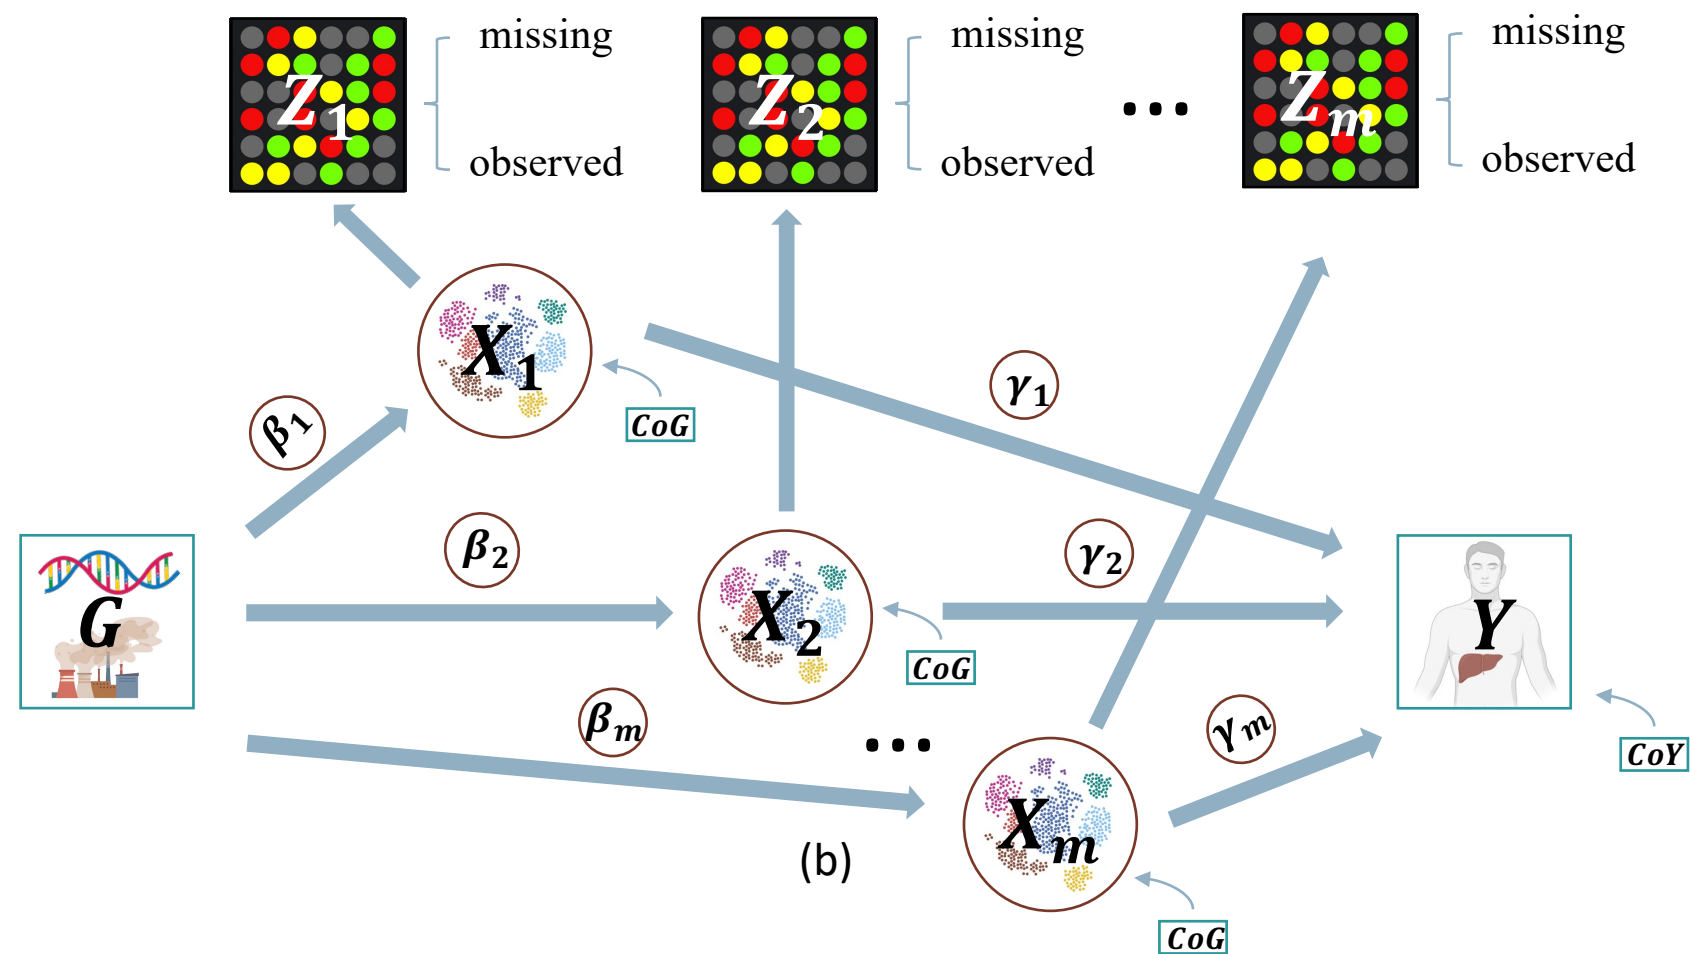 missing
missing
missing
Z1
Z2
...
Zm
observed
observed
observed
X1
γ1
β1
CoG
β2
γ2
G
X2
Y
CoG
βm
γm
...
CoY
Xm
(b)
CoG